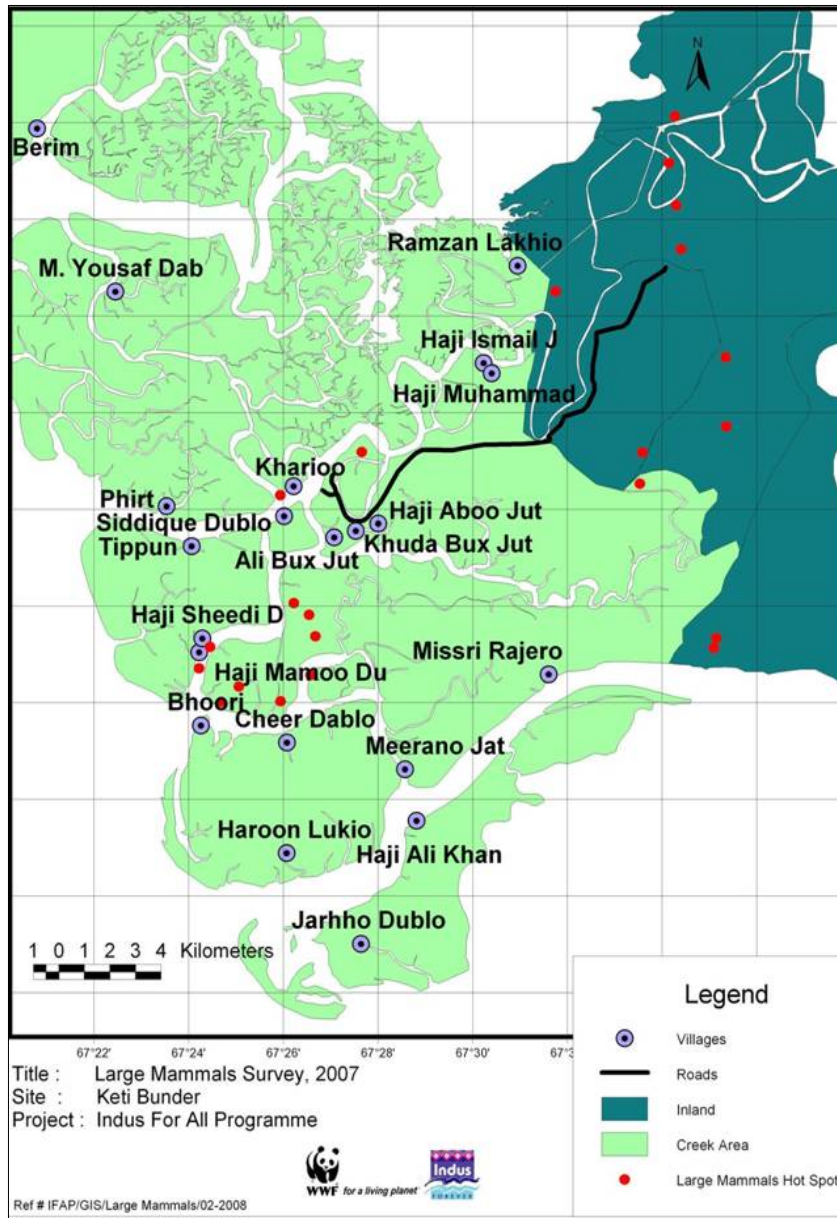 N
Berim
Ramzan Lakhio
M. Yousaf Dab
Haji Ismail J
Haji Muhammad
Kharioo
Phirt
Siddique Dublo
Haji Aboo Jut
Tippun
Ali Bux Jut
Khuda Bux Jut
Haji Sheedi D
Haji Mamoo Du
Missri Rajero
Bhoori
Cheer Dablo
Meerano Jat
Haroon Lukio
Haji Ali Khan
Jarhho Dublo
1 0 1 2 3 4 Kilometers
67°22' 67°24' 67°26' 67°28' 67°30' 67°3
Legend
Villages
Roads
Inland
Creek Area
Large Mammals Hot Spot
Title : Large Mammals Survey, 2007
Site : Keti Bunder
Project : Indus For All Programme
WWF for a living planet
Indus
FOREVER
Ref # IFAP/GIS/Large Mammals/02-2008